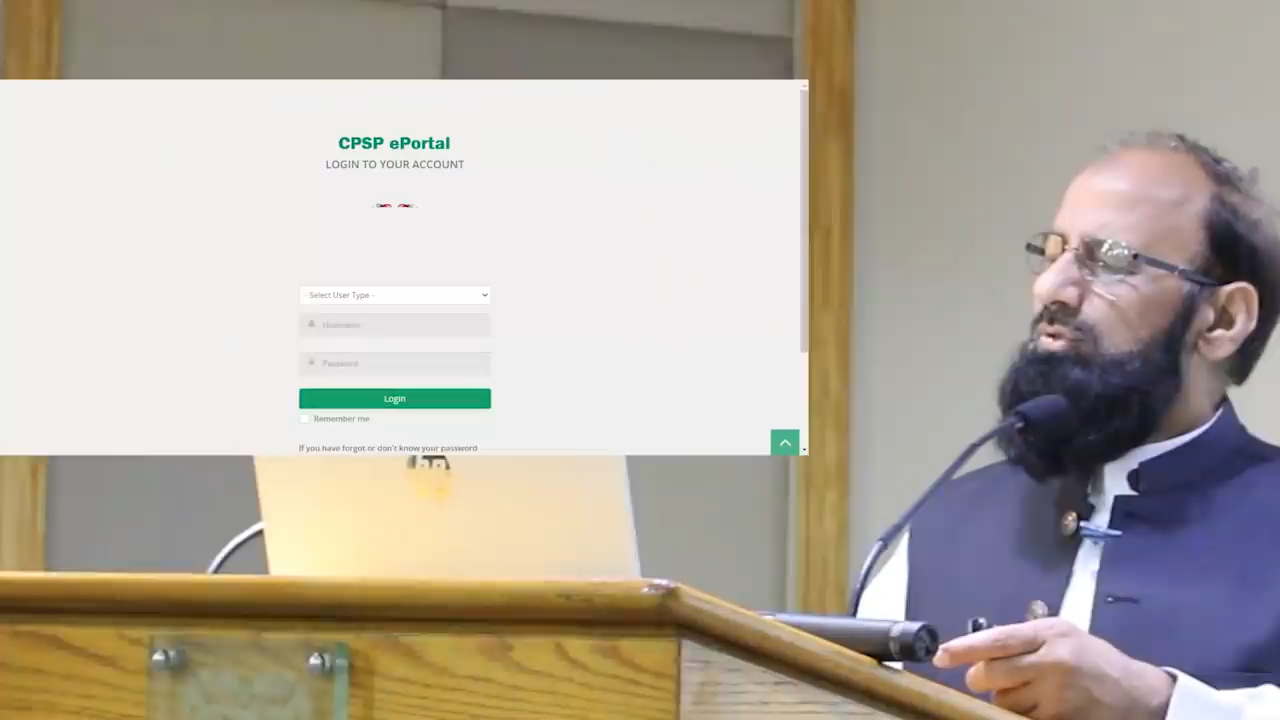 CPSP ePortal
LOGIN TO YOUR ACCOUNT
- Select User Type -
Username
Password
Login
Remember me
If you have forgot or don't know your password
hp